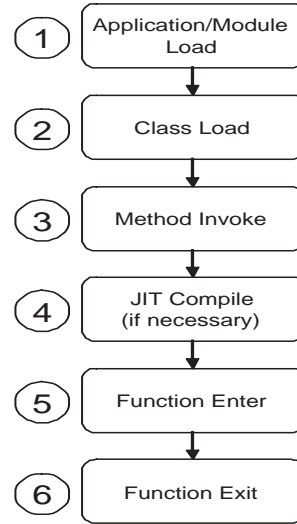 1
Application/Module
Load
2
Class Load
3
Method Invoke
4
JIT Compile
(if necessary)
5
Function Enter
6
Function Exit